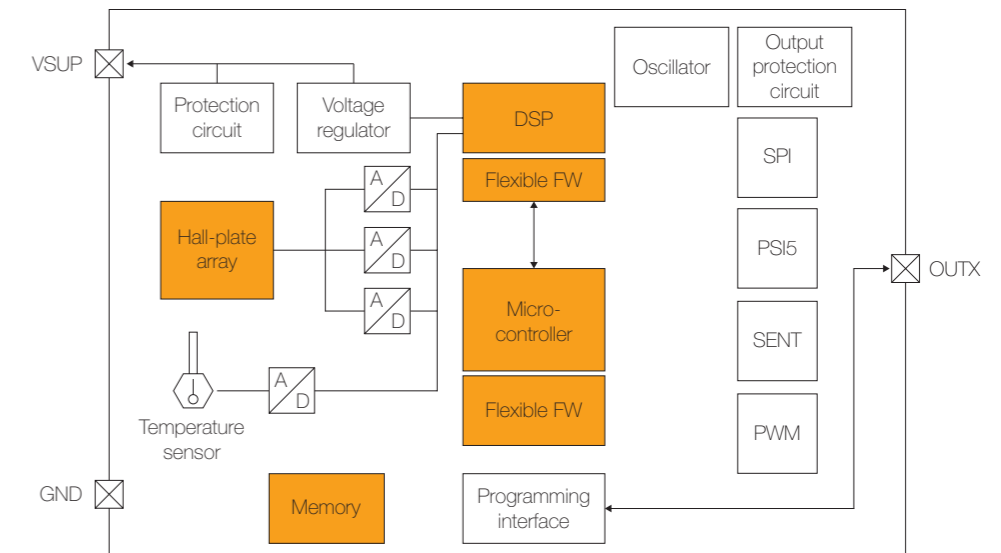 VSUP
Protection
circuit
Voltage
regulator
DSP
Flexible FW
Oscillator
Output
protection
circuit
SPI
A
D
Hall-plate
array
A
D
PSI5
OUTX
A
D
Micro-
controller
SENT
A
D
Temperature
sensor
Flexible FW
PWM
GND
Memory
Programming
interface